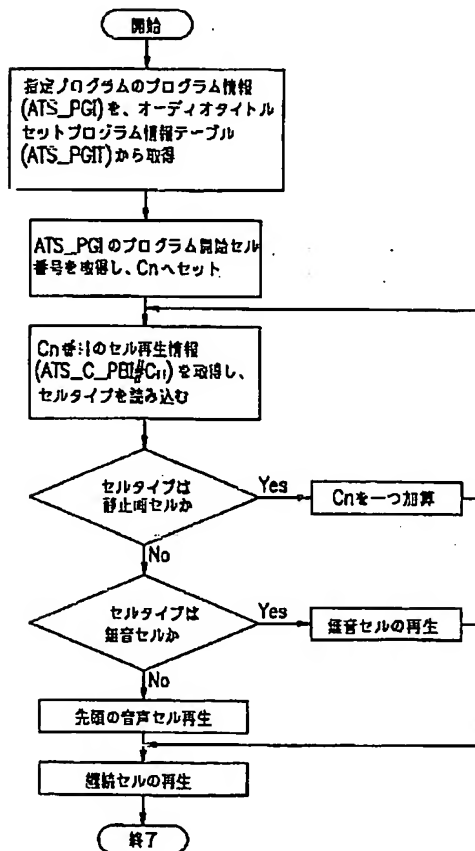 開始
指定プログラムのプログラム情報
(ATS_PGI)を、オーディオタイトル
セットプログラム情報テーブル
(ATS_PGIT)から取得
ATS_PGIのプログラム開始セル
番号を取得し、Cnへセット
Cn番目のセル再生情報
(ATS_C_PBI#Cn)を取得し、
セルタイプを読み込む
セルタイプは
静止画セルか
Yes
Cnを一つ加算
No
セルタイプは
無音セルか
Yes
無音セルの再生
No
先頭の音声セル再生
継続セルの再生
終了